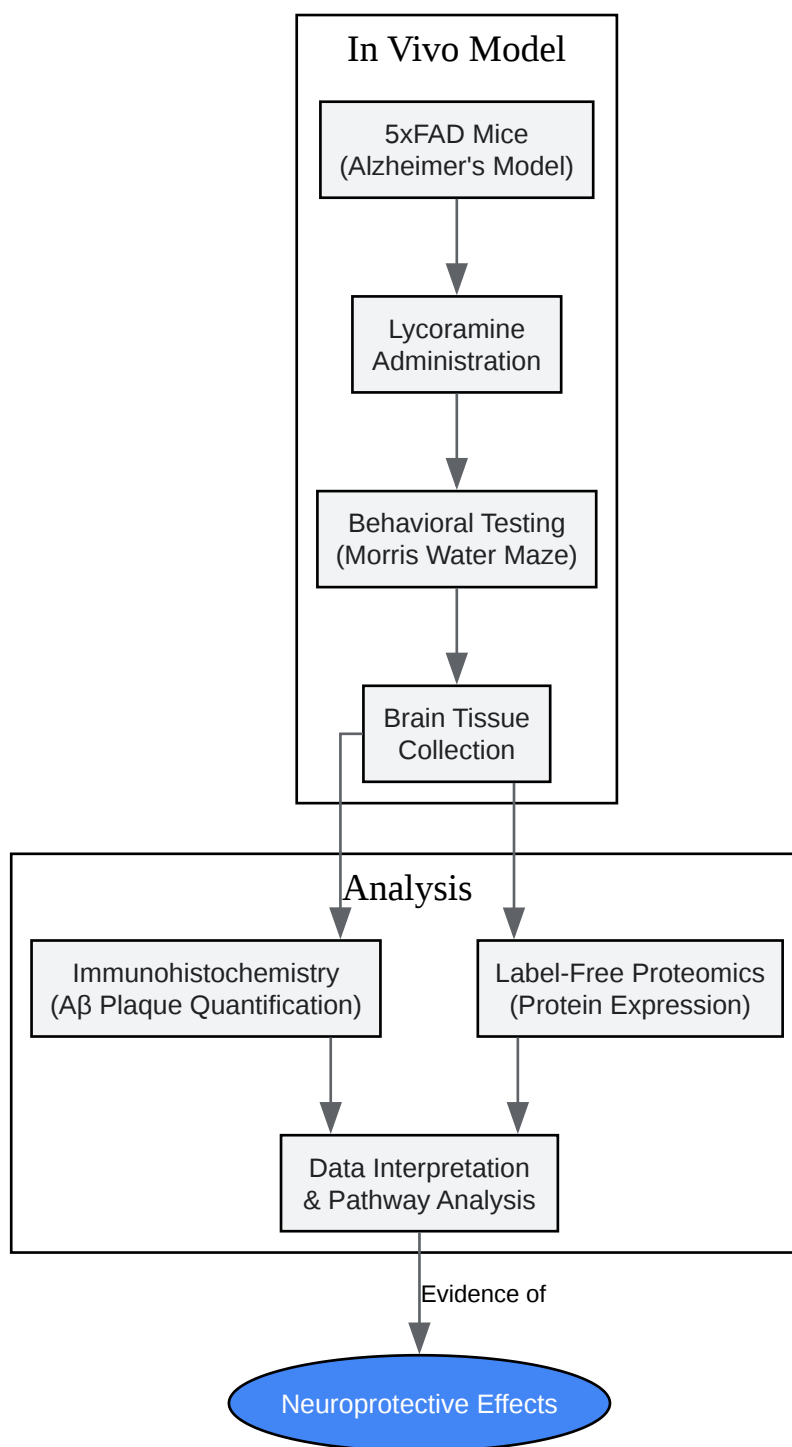 In Vivo Model
5xFAD Mice
(Alzheimer's Model)
Lycoramine
Administration
Behavioral Testing
(Morris Water Maze)
Brain Tissue
Collection
Analysis
Immunohistochemistry
(Aβ Plaque Quantification)
Label-Free Proteomics
(Protein Expression)
Data Interpretation
& Pathway Analysis
Evidence of
Neuroprotective Effects